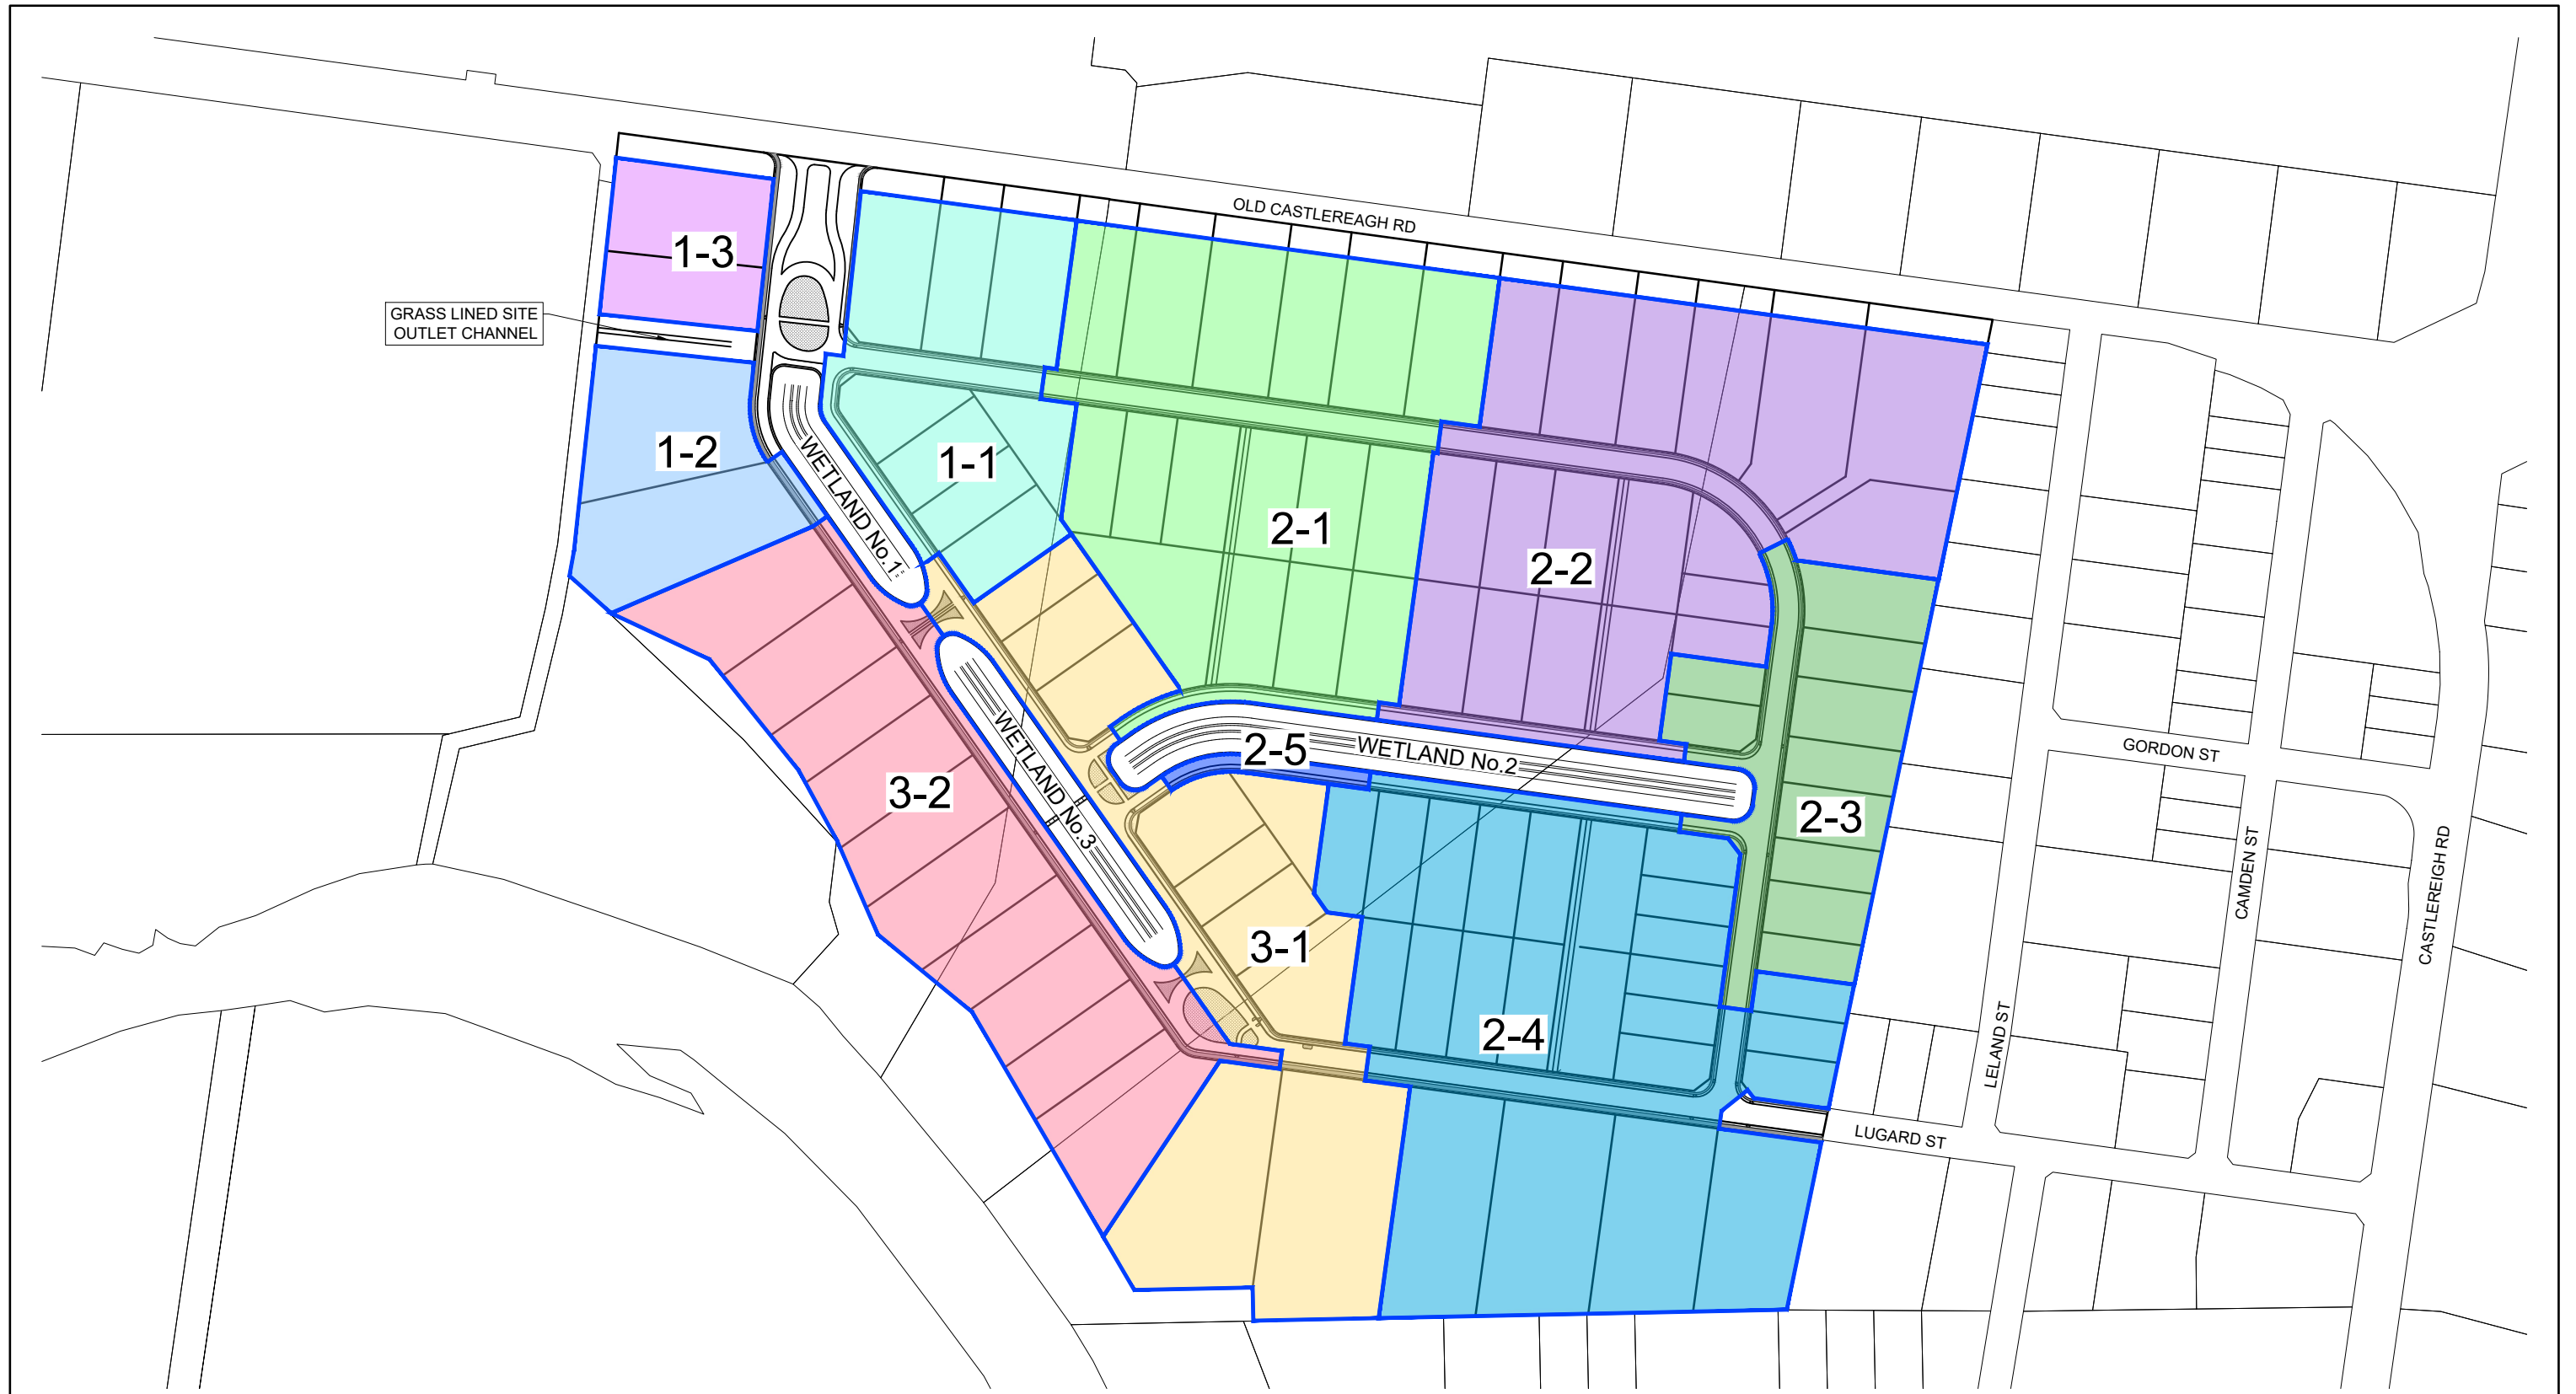 OLD CASTLEREAGH RD
1-3
GRASS LINED SITE
OUTLET CHANNEL
1-2
WETLAND No.1
1-1
2-1
2-2
WETLAND No.3
2-5
WETLAND No.2
3-2
2-3
3-1
2-4
GORDON ST
CAMDEN ST
CASTLEREIGH RD
LELAND ST
LUGARD ST